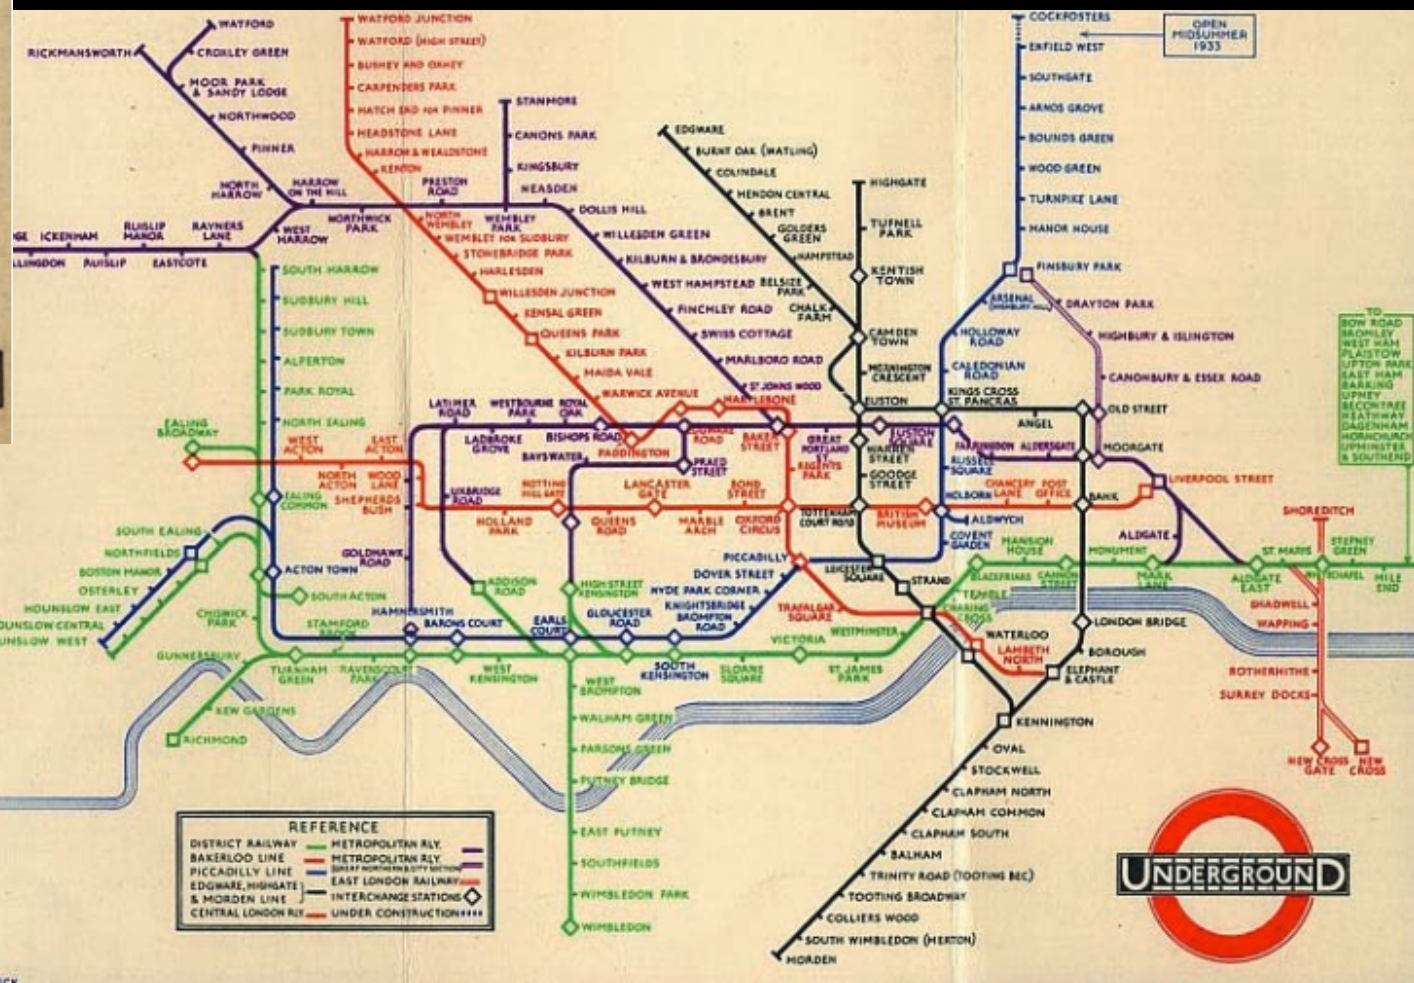 WATFORD
RICKMANSWORTH
CROXLEY GREEN
MOOR PARK
& SANDY LODGE
NORTHWOOD
PINNER
NORTH
HARROW
HARROW
ON THE HILL
NORTHWICK
PARK
PRESTON
ROAD
WEMBLEY
PARK
STANMORE
CANONS PARK
KINGSBURY
NEASDEN
DOLLIS HILL
WILLESDEN GREEN
KILBURN & BRONDESBURY
WEST HAMPSTEAD
FINCHLEY ROAD
SWISS COTTAGE
MARLBORO ROAD
ST JOHNS WOOD
WEST
HARROW
RAYNERS
LANE
EASTCOTE
RUISLIP
MANOR
RUISLIP
ICKENHAM
LLINGDON
GE
WATFORD JUNCTION
WATFORD (HIGH STREET)
BUSHEY AND OXHEY
CARPENDERS PARK
HATCH END FOR PINNER
HEADSTONE LANE
HARROW & WEALDSTONE
KENTON
NORTH
WEMBLEY
WEMBLEY FOR SUDBURY
STONEBRIDGE PARK
HARLESDEN
WILLESDEN JUNCTION
KENSAL GREEN
QUEENS PARK
KILBURN PARK
MAIDA VALE
WARWICK AVENUE
PADDINGTON
MARYLEBONE
BAKER
STREET
REGENTS
PARK
OXFORD
CIRCUS
PICCADILLY
TRAFALGAR
SQUARE
CHARING
CROSS
WATERLOO
LAMBETH
NORTH
ELEPHANT
& CASTLE
EDGWARE
BURNT OAK (WATLING)
COLINDALE
HENDON CENTRAL
BRENT
GOLDERS
GREEN
HAMPSTEAD
BELSIZE
PARK
CHALK
FARM
HIGHGATE
TUFNELL
PARK
KENTISH
TOWN
CAMDEN
TOWN
MORNINGTON
CRESCENT
EUSTON
WARREN
STREET
GOODGE
STREET
TOTTENHAM
COURT ROAD
LEICESTER
SQUARE
STRAND
KINGS CROSS
ST. PANCRAS
ANGEL
OLD STREET
MOORGATE
BANK
LONDON BRIDGE
BOROUGH
KENNINGTON
OVAL
STOCKWELL
CLAPHAM NORTH
CLAPHAM COMMON
CLAPHAM SOUTH
BALHAM
TRINITY ROAD (TOOTING BEC)
TOOTING BROADWAY
COLLIERS WOOD
SOUTH WIMBLEDON (MERTON)
MORDEN
COCKFOSTERS
OPEN
MIDSUMMER
1933
ENFIELD WEST
SOUTHGATE
ARNOS GROVE
BOUNDS GREEN
WOOD GREEN
TURNPIKE LANE
MANOR HOUSE
FINSBURY PARK
ARSENAL
(HIGHBURY HILL)
HOLLOWAY
ROAD
CALEDONIAN
ROAD
RUSSELL
SQUARE
HOLBORN
ALDWYCH
COVENT
GARDEN
DRAYTON PARK
HIGHBURY & ISLINGTON
CANONBURY & ESSEX ROAD
TO
BOW ROAD
BROMLEY
WEST HAM
PLAISTOW
UPTON PARK
EAST HAM
BARKING
UPNEY
BECONTREE
HEATHWAY
DAGENHAM
HORNCHURCH
UPMINSTER
& SOUTHEND
SOUTH HARROW
SUDBURY HILL
SUDBURY TOWN
ALPERTON
PARK ROYAL
NORTH EALING
EALING
BROADWAY
WEST
ACTON
NORTH
ACTON
EAST
ACTON
WOOD
LANE
SHEPHERDS
BUSH
HOLLAND
PARK
NOTTING
HILL GATE
QUEENS
ROAD
LANCASTER
GATE
MARBLE
ARCH
BOND
STREET
BRITISH
MUSEUM
CHANCERY
LANE
POST
OFFICE
LIVERPOOL STREET
LATIMER
ROAD
LADBROKE
GROVE
WESTBOURNE
PARK
ROYAL
OAK
BISHOPS ROAD
ROAD
PRAED
STREET
BAYSWATER
GREAT
PORTLAND
ST.
EUSTON
SQUARE
FARRINGDON
ALDERSGATE
ALDGATE
UXBRIDGE
ROAD
GOLDHAWK
ROAD
HAMMERSMITH
ADDISON
ROAD
HIGH STREET
KENSINGTON
EALING
COMMON
SOUTH EALING
NORTHFIELDS
BOSTON MANOR
OSTERLEY
HOUNSLOW EAST
OUNSLOW CENTRAL
UNSLOW WEST
ACTON TOWN
SOUTH ACTON
CHISWICK
PARK
GUNNERSBURY
KEW GARDENS
RICHMOND
TURNHAM
GREEN
STAMFORD
BROOK
RAVENSCOURT
PARK
BARONS COURT
WEST
KENSINGTON
EARLS
COURT
GLOUCESTER
ROAD
SOUTH
KENSINGTON
BROMPTON
ROAD
KNIGHTSBRIDGE
HYDE PARK CORNER
DOVER STREET
SLOANE
SQUARE
VICTORIA
ST. JAMES
PARK
WESTMINSTER
TEMPLE
BLACKFRIARS
MANSION
HOUSE
CANNON
STREET
MONUMENT
MARK
LANE
ALDGATE
EAST
ST. MARYS
WHITECHAPEL
STEPNEY
GREEN
MILE
END
SHOREDITCH
SHADWELL
WAPPING
ROTHERHITHE
SURREY DOCKS
NEW CROSS
GATE
NEW
CROSS
WEST
BROMPTON
WALHAM GREEN
PARSONS GREEN
PUTNEY BRIDGE
EAST PUTNEY
SOUTHFIELDS
WIMBLEDON PARK
WIMBLEDON
REFERENCE
DISTRICT RAILWAY
BAKERLOO LINE
PICCADILLY LINE
EDGWARE, HIGHGATE
& MORDEN LINE
CENTRAL LONDON RLY.
METROPOLITAN RLY.
METROPOLITAN RLY.
(GREAT NORTHERN & CITY SECTION)
EAST LONDON RAILWAY
INTERCHANGE STATIONS
UNDER CONSTRUCTION
UNDERGROUND